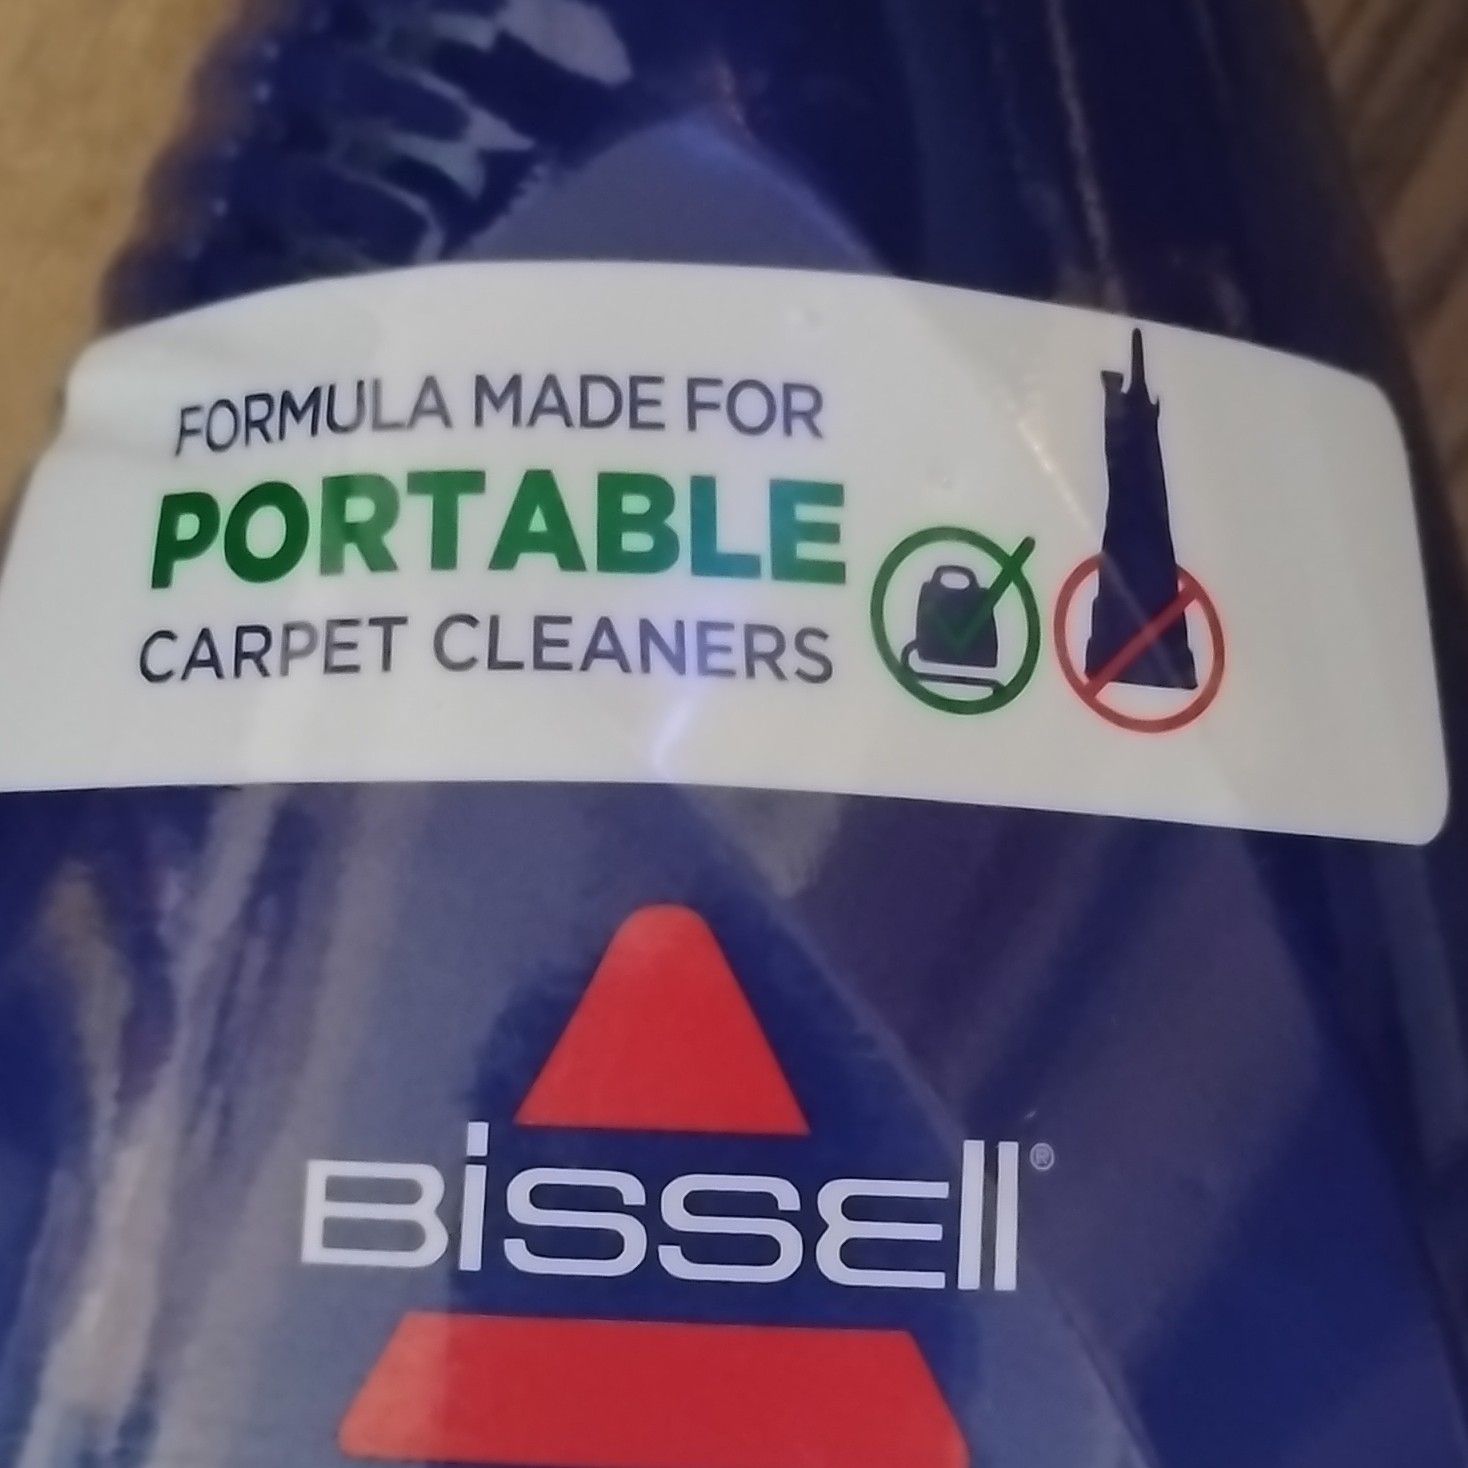 FORMULA MADE FOR
PORTABLE
CARPET CLEANERS
BISSELL®